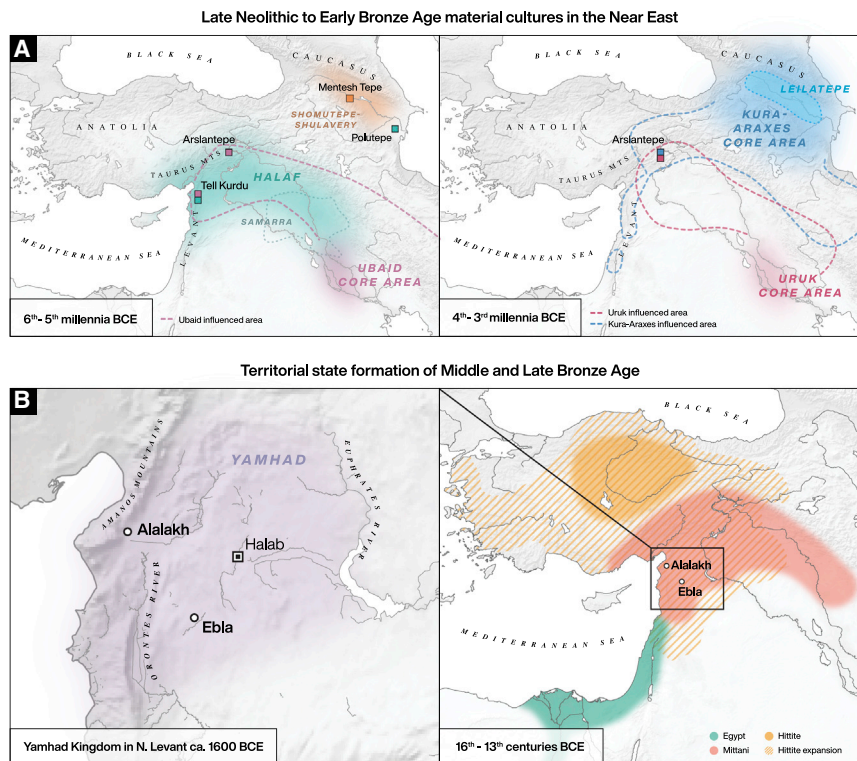 Late Neolithic to Early Bronze Age material cultures in the Near East
A
BLACK SEA
CAUCASUS
Mentesh Tepe
SHOMUTEPE-
SHULAVERY
Polutepe
ANATOLIA
Arslantepe
TAURUS MTS
HALAF
Tell Kurdu
SAMARRA
LEVANT
MEDITERRANEAN SEA
UBAID
CORE AREA
6th- 5th millennia BCE
Ubaid influenced area
BLACK SEA
CAUCASUS
LEILATEPE
KURA-
ARAXES
CORE AREA
ANATOLIA
Arslantepe
TAURUS MTS
LEVANT
MEDITERRANEAN SEA
URUK
CORE AREA
4th- 3rd millennia BCE
Uruk influenced area
Kura-Araxes influenced area
Territorial state formation of Middle and Late Bronze Age
B
AMANOS MOUNTAINS
YAMHAD
EUPHRATES RIVER
Alalakh
Halab
ORONTES RIVER
Ebla
Yamhad Kingdom in N. Levant ca. 1600 BCE
BLACK SEA
Alalakh
Ebla
MEDITERRANEAN SEA
16th - 13th centuries BCE
Egypt
Hittite
Mittani
Hittite expansion